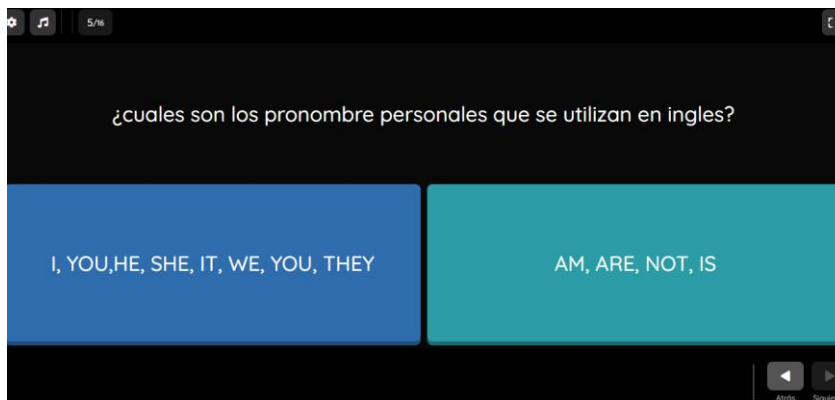 5/16
¿cuales son los pronombre personales que se utilizan en ingles?
I, YOU,HE, SHE, IT, WE, YOU, THEY
AM, ARE, NOT, IS
Atrás